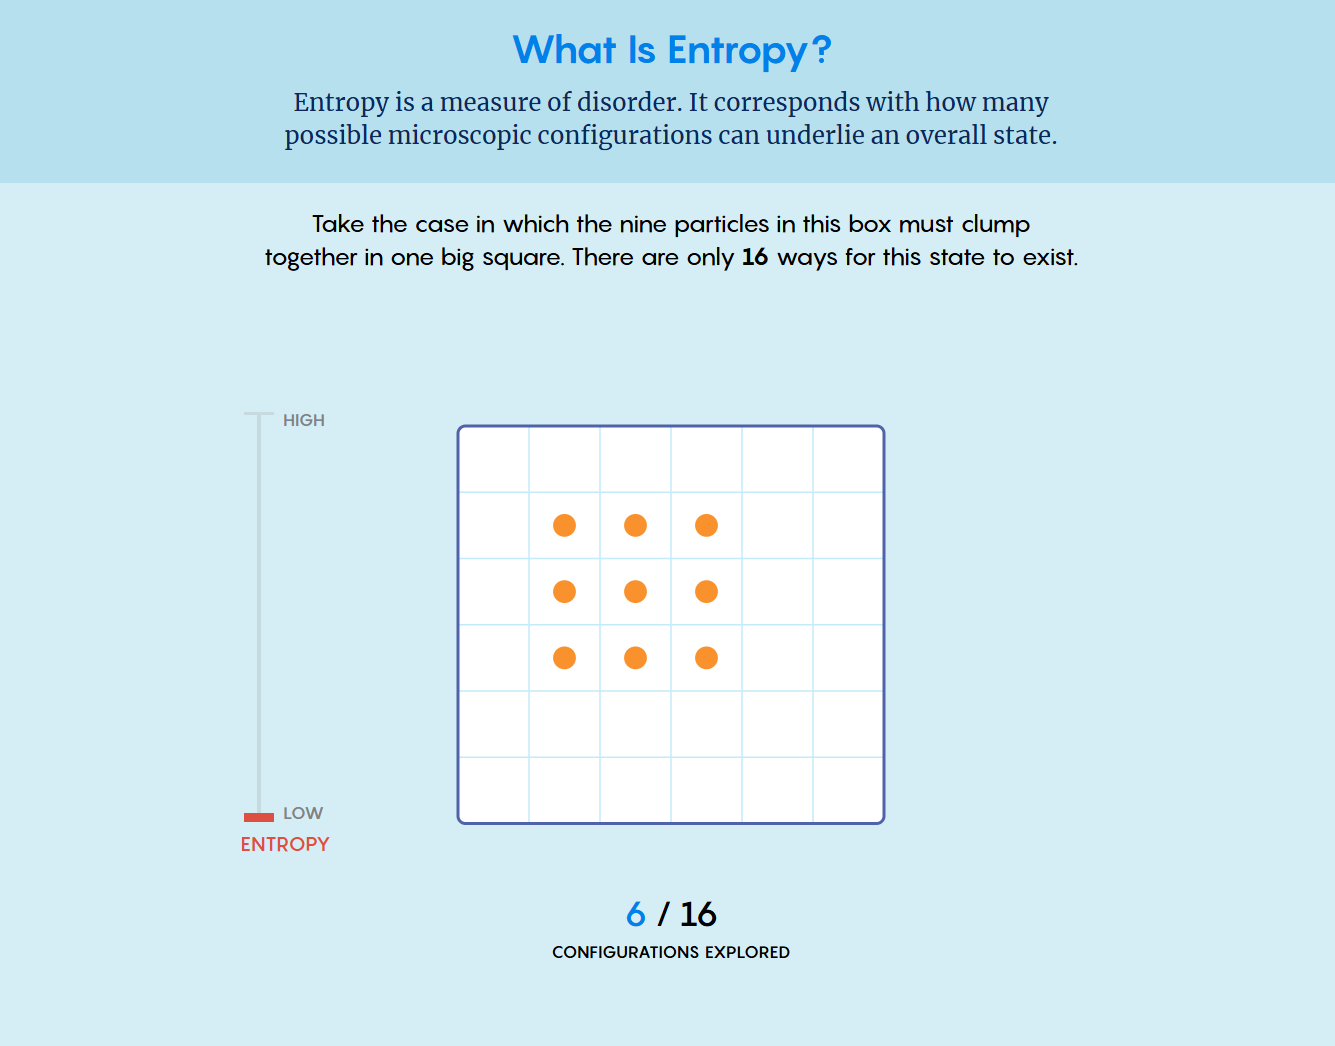 What Is Entropy?
Entropy is a measure of disorder. It corresponds with how many
possible microscopic configurations can underlie an overall state.
Take the case in which the nine particles in this box must clump
together in one big square. There are only 16 ways for this state to exist.
HIGH
LOW
ENTROPY
6 / 16
CONFIGURATIONS EXPLORED